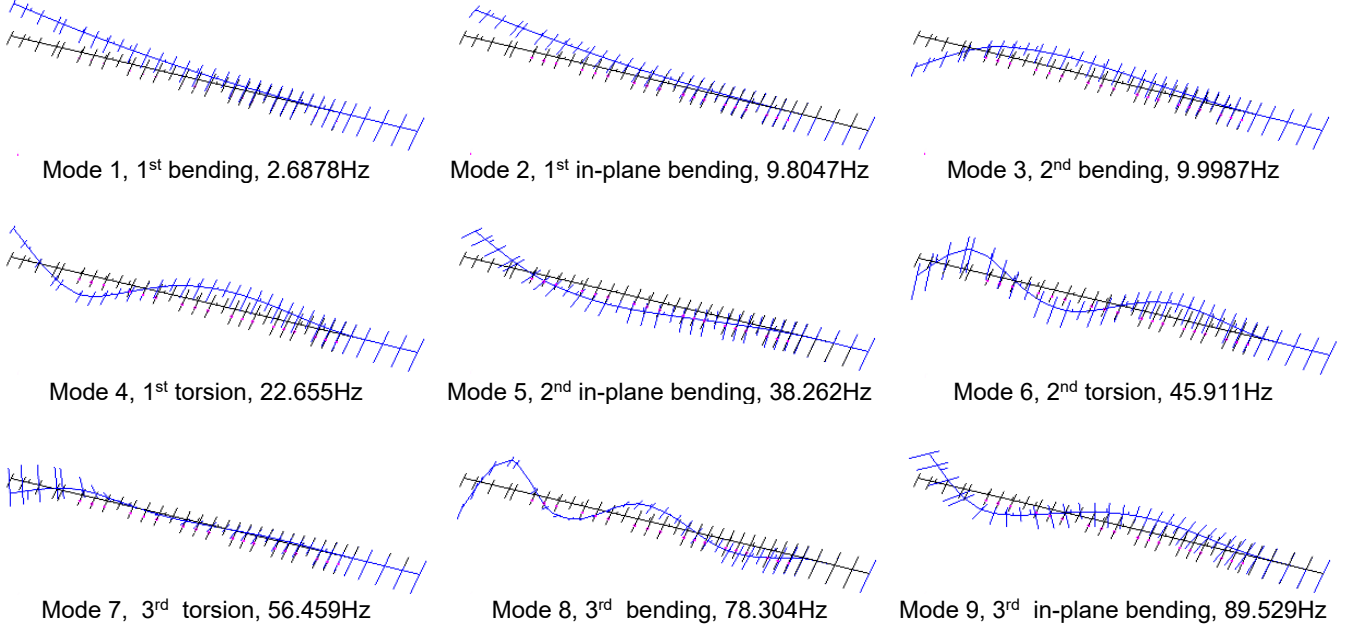 Mode 1, 1st bending, 2.6878Hz
Mode 2, 1st in-plane bending, 9.8047Hz
Mode 3, 2nd bending, 9.9987Hz
Mode 4, 1st torsion, 22.655Hz
Mode 5, 2nd in-plane bending, 38.262Hz
Mode 6, 2nd torsion, 45.911Hz
Mode 7, 3rd torsion, 56.459Hz
Mode 8, 3rd bending, 78.304Hz
Mode 9, 3rd in-plane bending, 89.529Hz